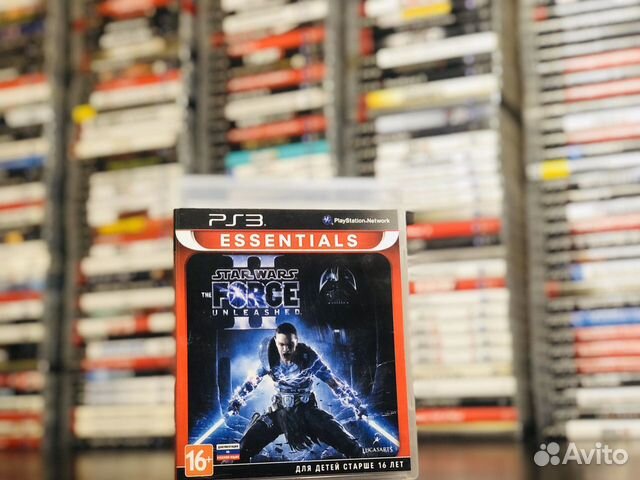 PS3
PlayStation Network
ESSENTIALS
STAR WARS
THE FORCE
II
UNLEASHED
LUCASARTS
16+
ДЛЯ ДЕТЕЙ СТАРШЕ 16 ЛЕТ
Avito